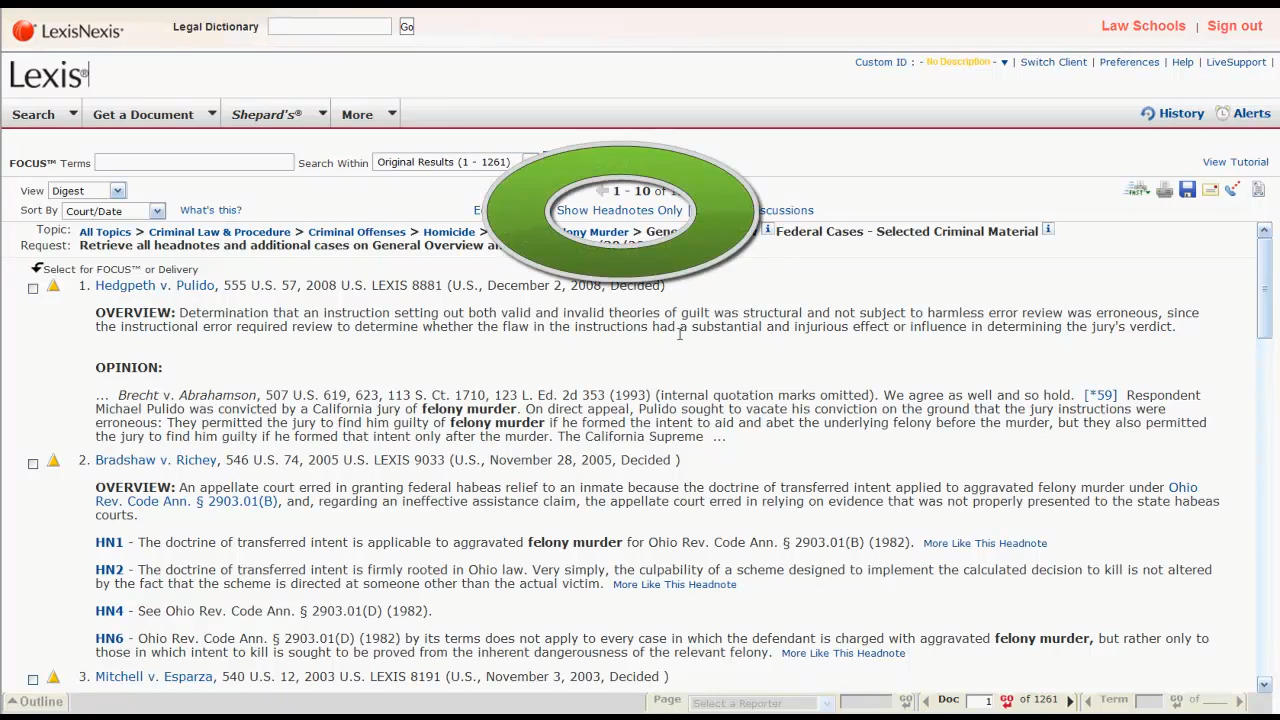 LexisNexis® Legal Dictionary Go Law Schools Sign out
Lexis® Custom ID : - No Description - ▼ | Switch Client | Preferences | Help | LiveSupport |
Search Get a Document Shepard's® More History Alerts
FOCUS™ Terms Search Within Original Results (1 - 1261) View Tutorial
View Digest 1 - 10 of FAST
Sort By Court/Date What's this? Show Headnotes Only |
Topic: All Topics > Criminal Law & Procedure > Criminal Offenses > Homicide > Murder > Federal Cases - Selected Criminal Material
Request: Retrieve all headnotes and additional cases on General Overview
Select for FOCUS™ or Delivery
1. Hedgpeth v. Pulido, 555 U.S. 57, 2008 U.S. LEXIS 8881 (U.S., December 2, 2008, Decided)
OVERVIEW: Determination that an instruction setting out both valid and invalid theories of guilt was structural and not subject to harmless error review was erroneous, since
the instructional error required review to determine whether the flaw in the instructions had a substantial and injurious effect or influence in determining the jury's verdict.
OPINION:
... Brecht v. Abrahamson, 507 U.S. 619, 623, 113 S. Ct. 1710, 123 L. Ed. 2d 353 (1993) (internal quotation marks omitted). We agree as well and so hold. [*59] Respondent
Michael Pulido was convicted by a California jury of felony murder. On direct appeal, Pulido sought to vacate his conviction on the ground that the jury instructions were
erroneous: They permitted the jury to find him guilty of felony murder if he formed the intent to aid and abet the underlying felony before the murder, but they also permitted
the jury to find him guilty if he formed that intent only after the murder. The California Supreme ...
2. Bradshaw v. Richey, 546 U.S. 74, 2005 U.S. LEXIS 9033 (U.S., November 28, 2005, Decided )
OVERVIEW: An appellate court erred in granting federal habeas relief to an inmate because the doctrine of transferred intent applied to aggravated felony murder under Ohio
Rev. Code Ann. § 2903.01(B), and, regarding an ineffective assistance claim, the appellate court erred in relying on evidence that was not properly presented to the state habeas
courts.
HN1 - The doctrine of transferred intent is applicable to aggravated felony murder for Ohio Rev. Code Ann. § 2903.01(B) (1982). More Like This Headnote
HN2 - The doctrine of transferred intent is firmly rooted in Ohio law. Very simply, the culpability of a scheme designed to implement the calculated decision to kill is not altered
by the fact that the scheme is directed at someone other than the actual victim. More Like This Headnote
HN4 - See Ohio Rev. Code Ann. § 2903.01(D) (1982).
HN6 - Ohio Rev. Code Ann. § 2903.01(D) (1982) by its terms does not apply to every case in which the defendant is charged with aggravated felony murder, but rather only to
those in which intent to kill is sought to be proved from the inherent dangerousness of the relevant felony. More Like This Headnote
3. Mitchell v. Esparza, 540 U.S. 12, 2003 U.S. LEXIS 8191 (U.S., November 3, 2003, Decided )
Outline Page Select a Reporter GO Doc 1 GO of 1261 Term GO of